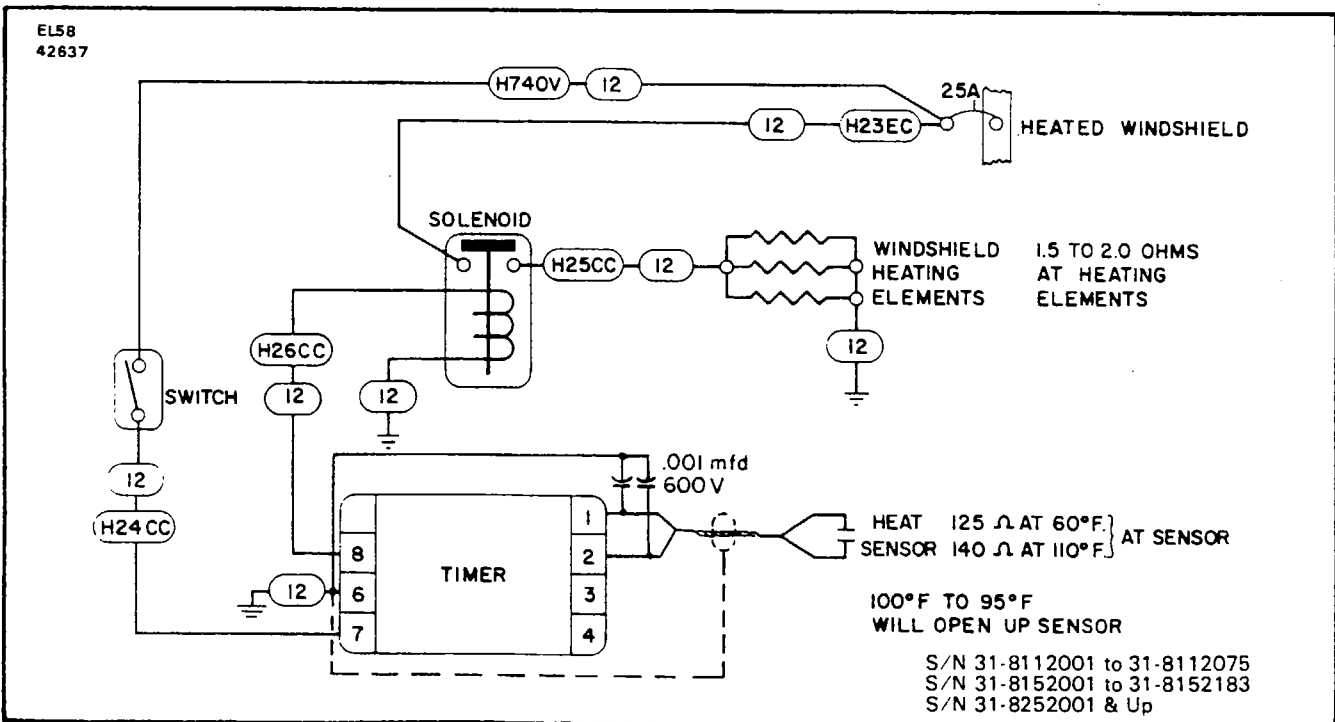 EL58
42637
H740V 12
25A
12 H23EC
HEATED WINDSHIELD
SOLENOID
H25CC 12
WINDSHIELD
HEATING
ELEMENTS
1.5 TO 2.0 OHMS
AT HEATING
ELEMENTS
12
H26CC
12
12
SWITCH
12
H24CC
.001 mfd
600V
TIMER
8
6
7
1
2
3
4
12
HEAT 125 Ω AT 60°F.
SENSOR 140 Ω AT 110°F.
AT SENSOR
100°F TO 95°F
WILL OPEN UP SENSOR
S/N 31-8112001 to 31-8112075
S/N 31-8152001 to 31-8152183
S/N 31-8252001 & Up